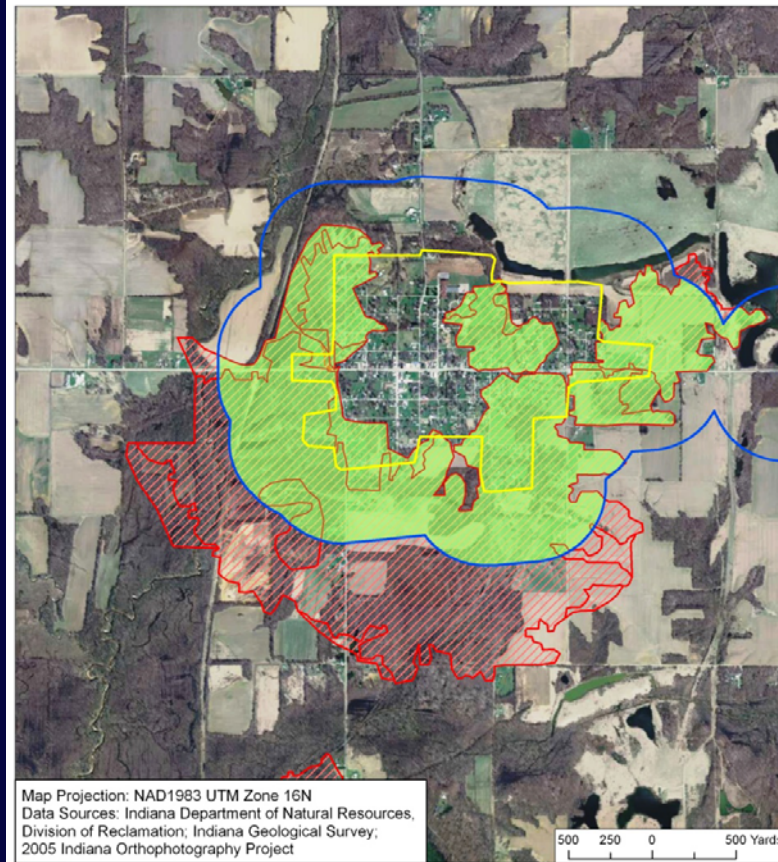 Map Projection: NAD1983 UTM Zone 16N
Data Sources: Indiana Department of Natural Resources,
Division of Reclamation; Indiana Geological Survey;
2005 Indiana Orthophotography Project
500 250 0 500 Yard